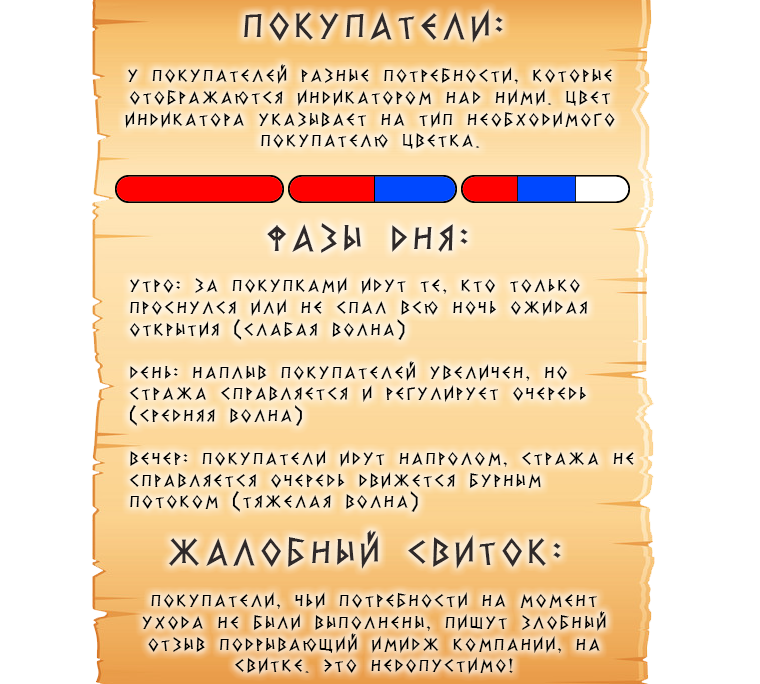 ПОКУПАТЕЛИ:
У ПОКУПАТЕЛЕЙ РАЗНЫЕ ПОТРЕБНОСТИ, КОТОРЫЕ
ОТОБРАЖАЮТСЯ ИНДИКАТОРОМ НАД НИМИ. ЦВЕТ
ИНДИКАТОРА УКАЗЫВАЕТ НА ТИП НЕОБХОДИМОГО
ПОКУПАТЕЛЮ ЦВЕТКА.
ФАЗЫ ДНЯ:
УТРО: ЗА ПОКУПКАМИ ИДУТ ТЕ, КТО ТОЛЬКО
ПРОСНУЛСЯ ИЛИ НЕ СПАЛ ВСЮ НОЧЬ ОЖИДАЯ
ОТКРЫТИЯ (СЛАБАЯ ВОЛНА)
ДЕНЬ: НАПЛЫВ ПОКУПАТЕЛЕЙ УВЕЛИЧЕН, НО
СТРАЖА СПРАВЛЯЕТСЯ И РЕГУЛИРУЕТ ОЧЕРЕДЬ
(СРЕДНЯЯ ВОЛНА)
ВЕЧЕР: ПОКУПАТЕЛИ ИДУТ НАПРОЛОМ, СТРАЖА НЕ
СПРАВЛЯЕТСЯ ОЧЕРЕДЬ ДВИЖЕТСЯ БУРНЫМ
ПОТОКОМ (ТЯЖЕЛАЯ ВОЛНА)
ЖАЛОБНЫЙ СВИТОК:
ПОКУПАТЕЛИ, ЧЬИ ПОТРЕБНОСТИ НА МОМЕНТ
УХОДА НЕ БЫЛИ ВЫПОЛНЕНЫ, ПИШУТ ЗЛОБНЫЙ
ОТЗЫВ ПОДРЫВАЮЩИЙ ИМИДЖ КОМПАНИИ, НА
СВИТКЕ. ЭТО НЕДОПУСТИМО!